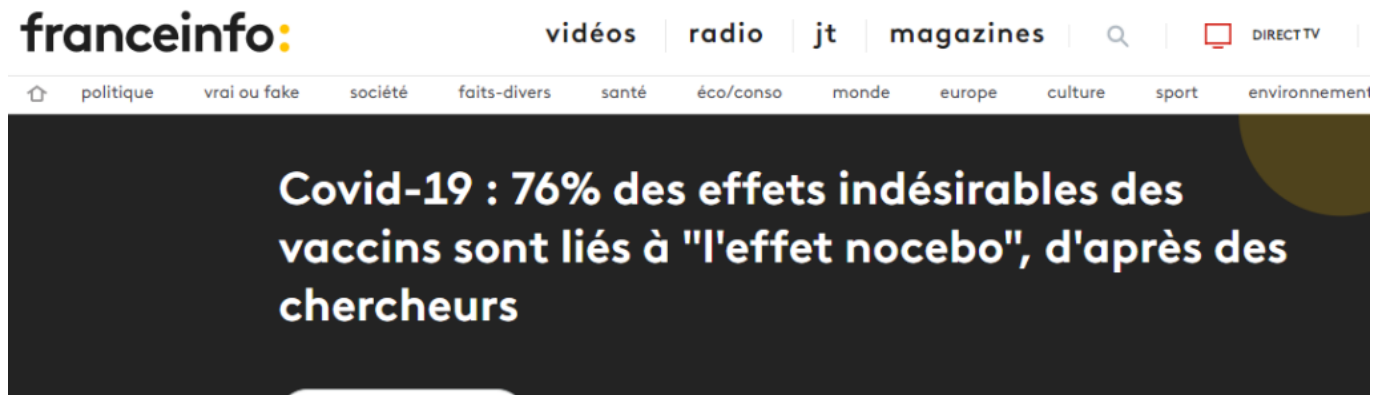 franceinfo: vidéos radio jt magazines DIRECT TV
politique vrai ou fake société faits-divers santé éco/conso monde europe culture sport environnement
Covid-19 : 76% des effets indésirables des
vaccins sont liés à "l'effet nocebo", d'après des
chercheurs